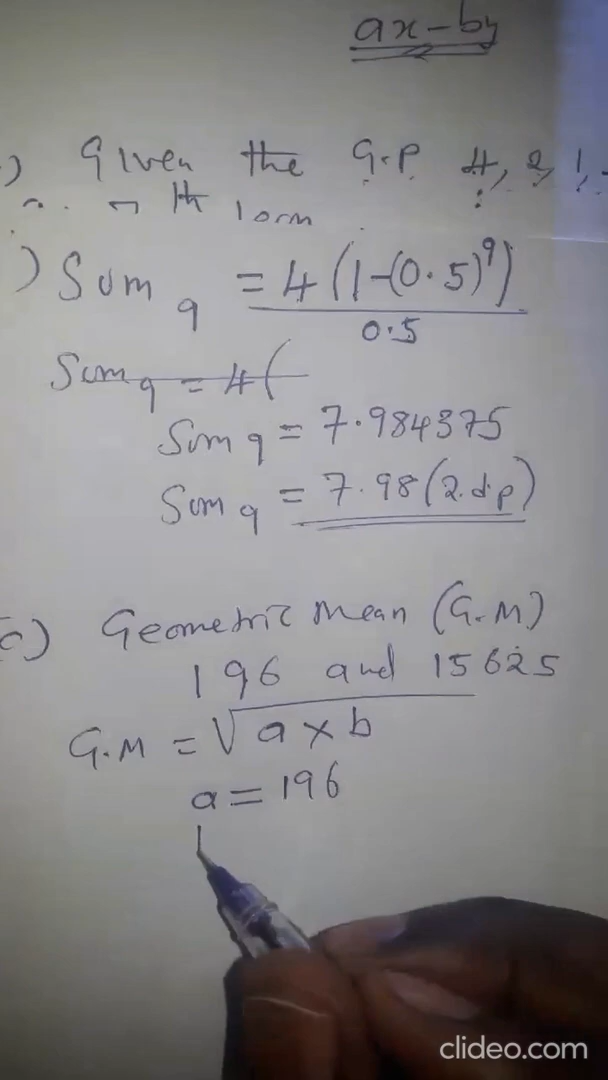 ax-by
) Given the G.P 4, 2, 1,
) Sum 9 = 4(1-(0.5)^9)
0.5
Sum 9 = 4(
Sum 9 = 7.984375
Sum 9 = 7.98 (2.d.p)
c) Geometric Mean (G.M)
196 and 15625
G.M = √a×b
a = 196
clideo.com